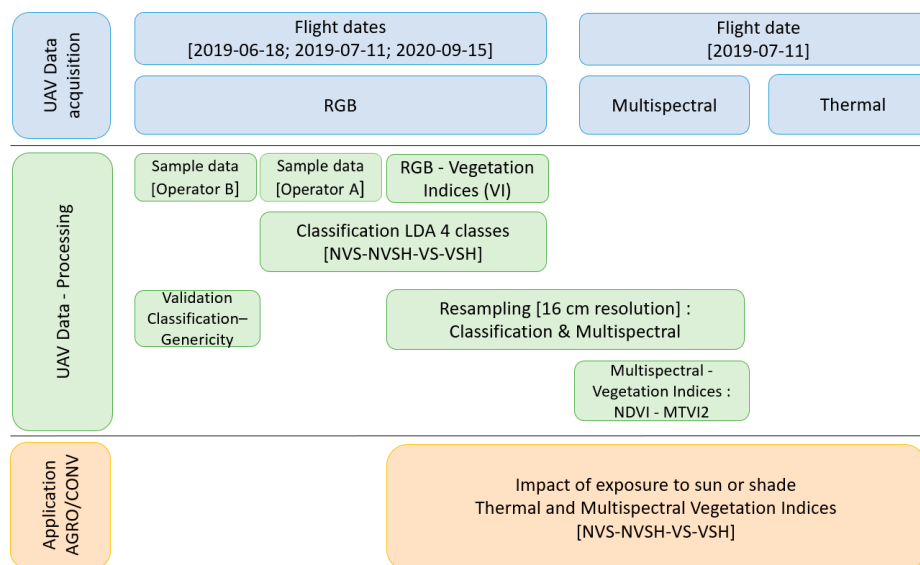 UAV Data
acquisition
Flight dates
[2019-06-18; 2019-07-11; 2020-09-15]
Flight date
[2019-07-11]
RGB
Multispectral
Thermal
UAV Data - Processing
Sample data
[Operator B]
Sample data
[Operator A]
RGB - Vegetation
Indices (VI)
Classification LDA 4 classes
[NVS-NVSH-VS-VSH]
Validation
Classification–
Genericity
Resampling [16 cm resolution] :
Classification & Multispectral
Multispectral -
Vegetation Indices :
NDVI - MTVI2
Application
AGRO/CONV
Impact of exposure to sun or shade
Thermal and Multispectral Vegetation Indices
[NVS-NVSH-VS-VSH]